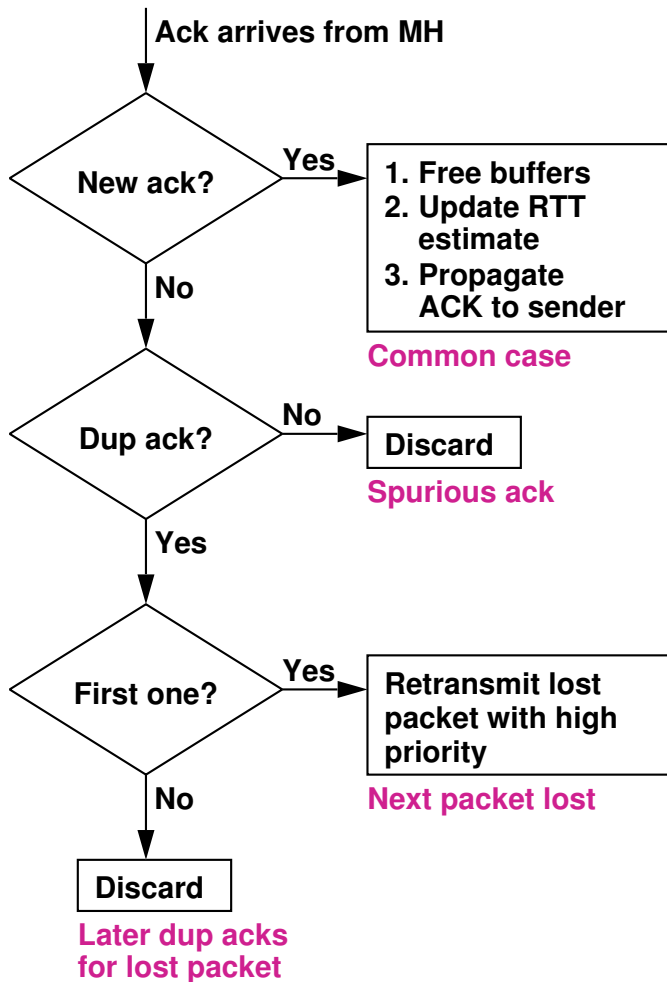 Ack arrives from MH
New ack?
Yes
1. Free buffers
2. Update RTT
estimate
3. Propagate
ACK to sender
Common case
No
Dup ack?
No
Discard
Spurious ack
Yes
First one?
Yes
Retransmit lost
packet with high
priority
Next packet lost
No
Discard
Later dup acks
for lost packet